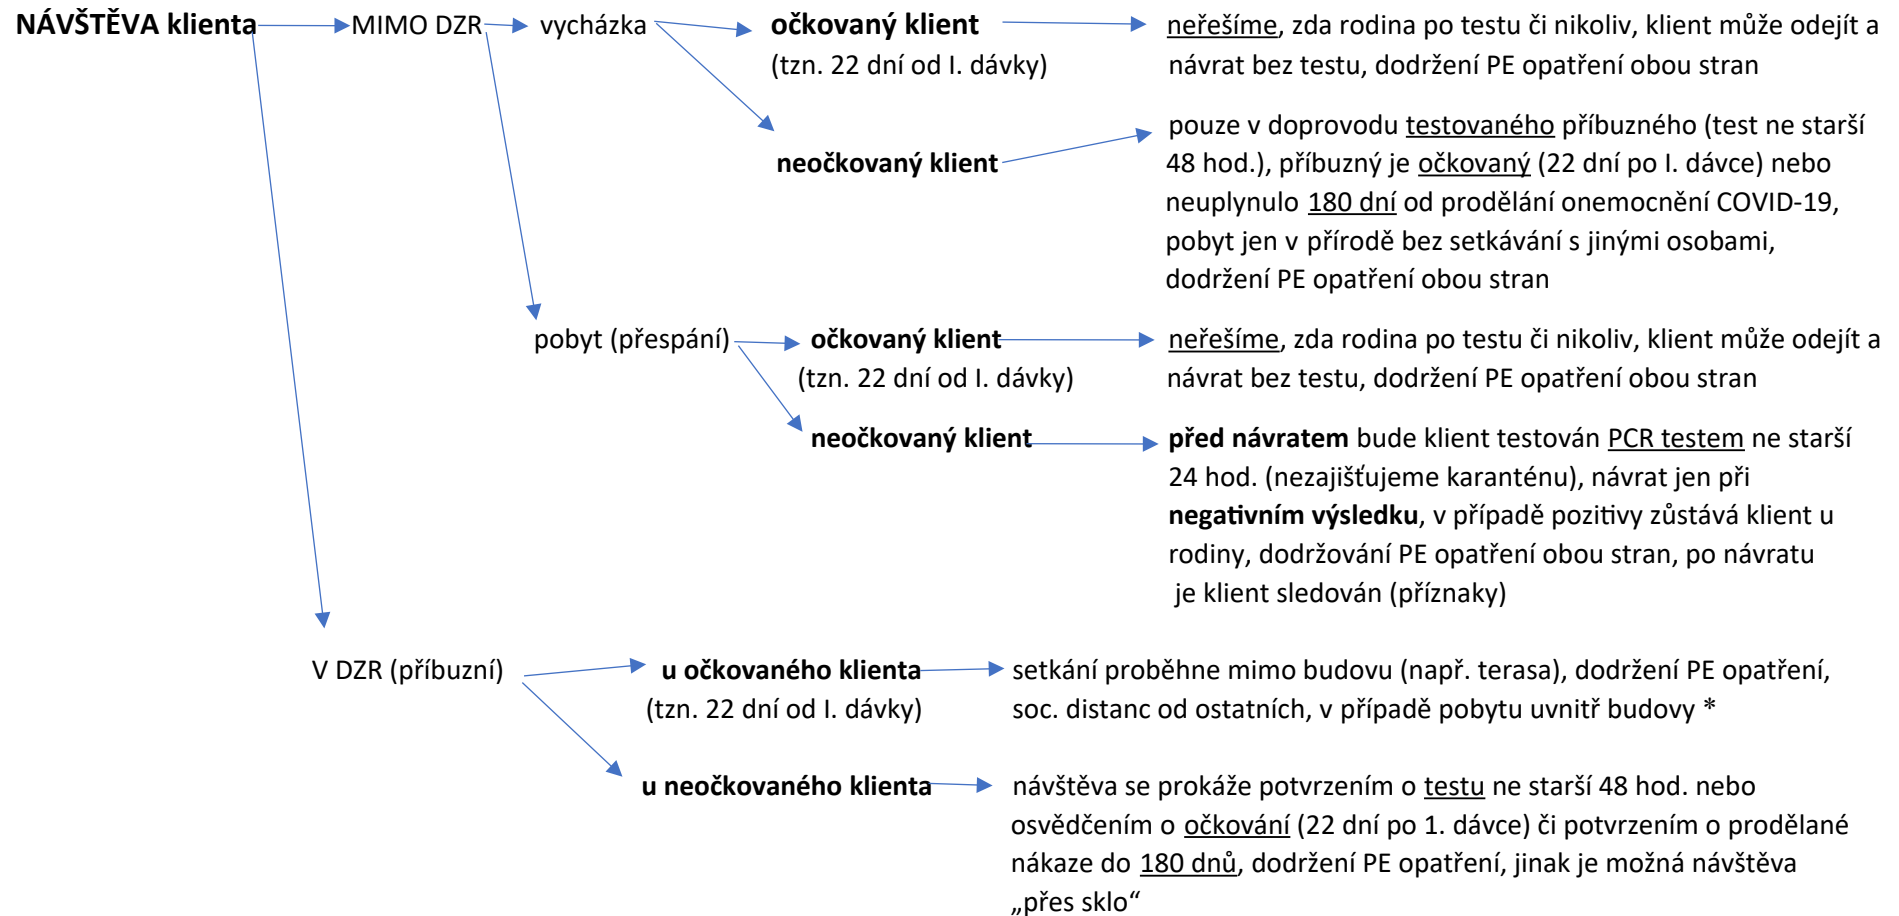 NÁVŠTĚVA klienta MIMO DZR vycházka očkovaný klient neřešíme, zda rodina po testu či nikoliv, klient může odejít a
(tzn. 22 dní od I. dávky) návrat bez testu, dodržení PE opatření obou stran
pouze v doprovodu testovaného příbuzného (test ne starší
neočkovaný klient 48 hod.), příbuzný je očkovaný (22 dní po I. dávce) nebo
neuplynulo 180 dní od prodělání onemocnění COVID-19,
pobyt jen v přírodě bez setkávání s jinými osobami,
dodržení PE opatření obou stran
pobyt (přespání) očkovaný klient neřešíme, zda rodina po testu či nikoliv, klient může odejít a
(tzn. 22 dní od I. dávky) návrat bez testu, dodržení PE opatření obou stran
neočkovaný klient před návratem bude klient testován PCR testem ne starší
24 hod. (nezajišťujeme karanténu), návrat jen při
negativním výsledku, v případě pozitivy zůstává klient u
rodiny, dodržování PE opatření obou stran, po návratu
je klient sledován (příznaky)
V DZR (příbuzní) u očkovaného klienta setkání proběhne mimo budovu (např. terasa), dodržení PE opatření,
(tzn. 22 dní od I. dávky) soc. distanc od ostatních, v případě pobytu uvnitř budovy *
u neočkovaného klienta návštěva se prokáže potvrzením o testu ne starší 48 hod. nebo
osvědčením o očkování (22 dní po 1. dávce) či potvrzením o prodělané
nákaze do 180 dnů, dodržení PE opatření, jinak je možná návštěva
„přes sklo“